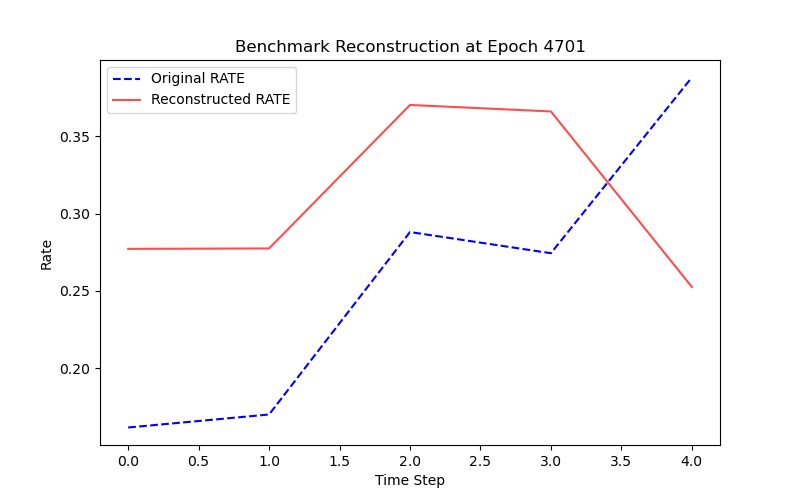 Benchmark Reconstruction at Epoch 4701
Original RATE
Reconstructed RATE
0.35
0.30
0.25
0.20
Rate
0.0 0.5 1.0 1.5 2.0 2.5 3.0 3.5 4.0
Time Step